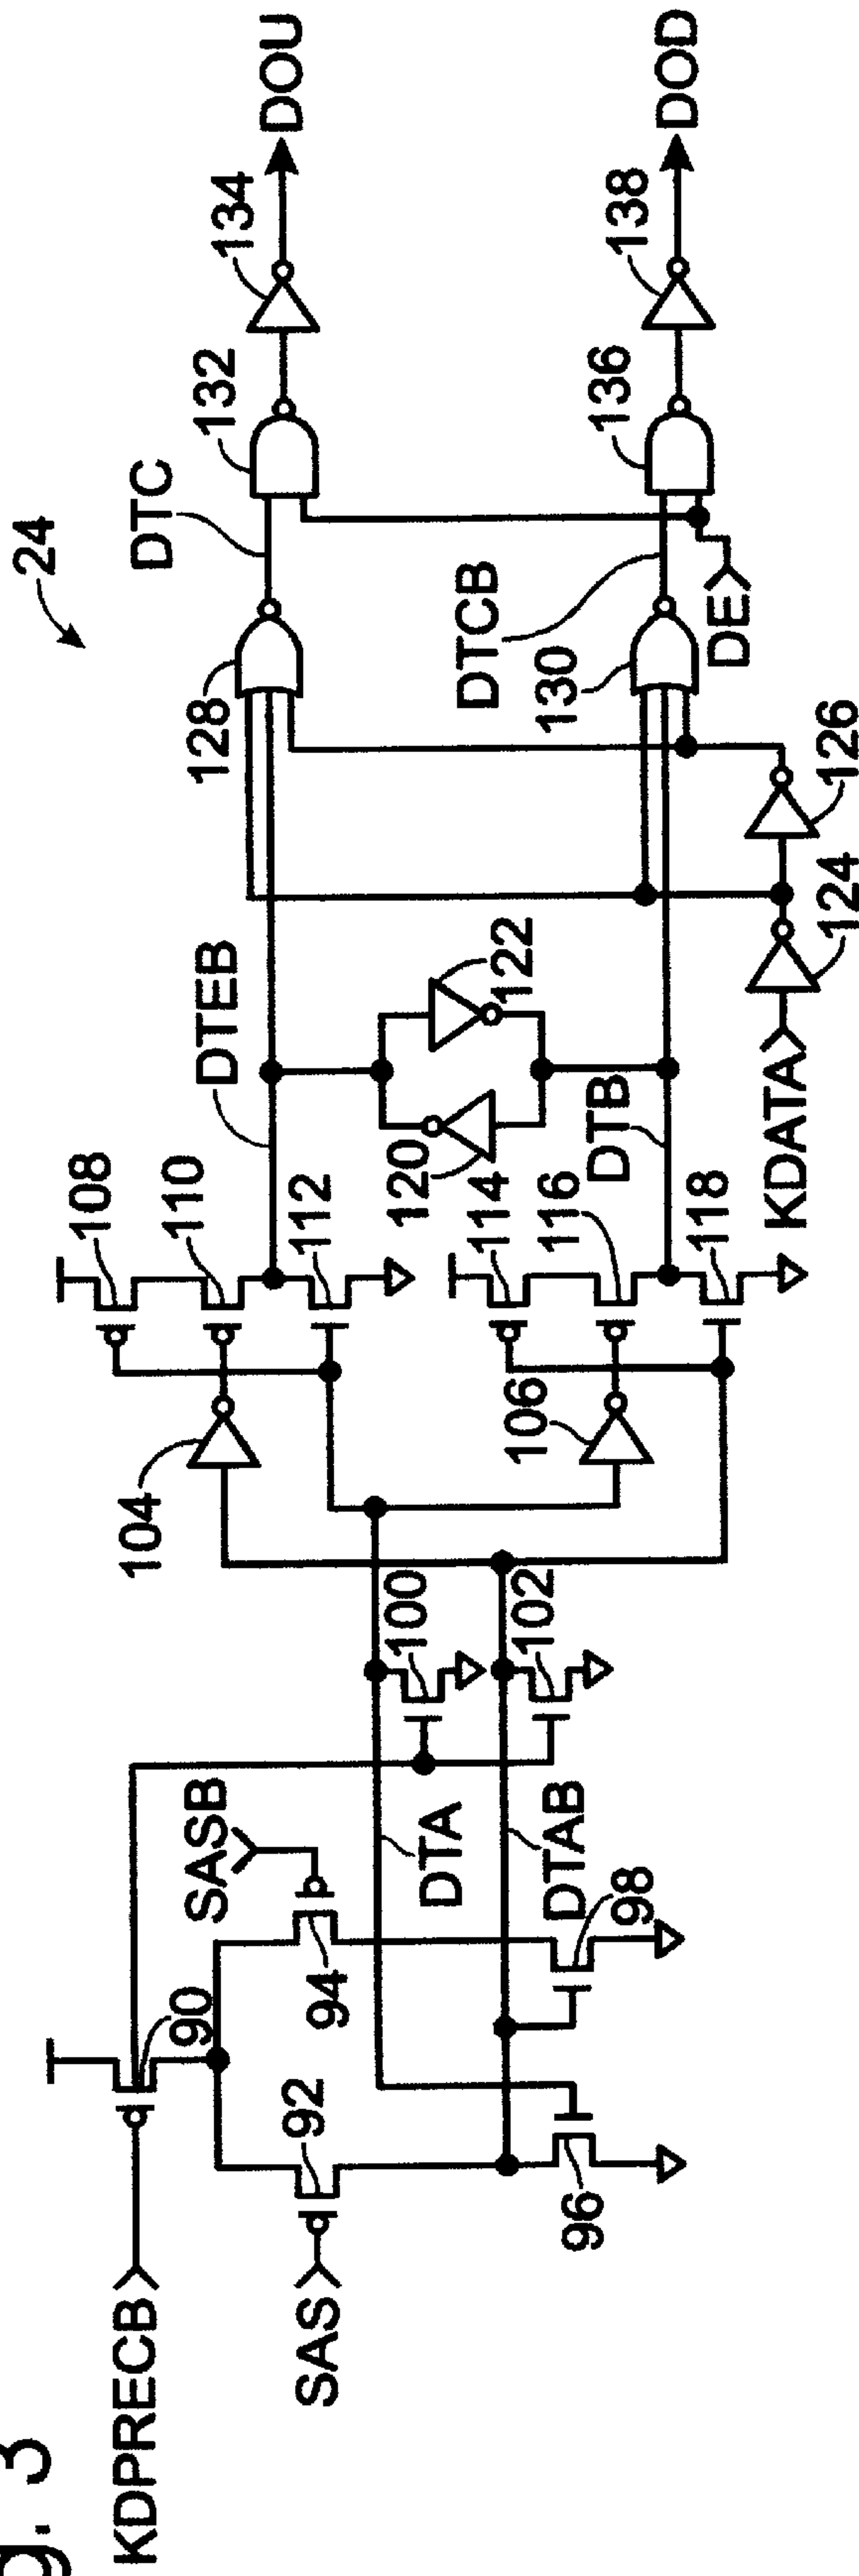 g. 3
24
KDPRECB
90
SAS
92
94
SASB
96
98
DTA
DTAB
100
102
104
106
108
110
112
114
116
118
DTEB
DTB
120
122
KDATA
124
126
128
130
DTC
DTCB
DE
132
134
136
138
DOU
DOD